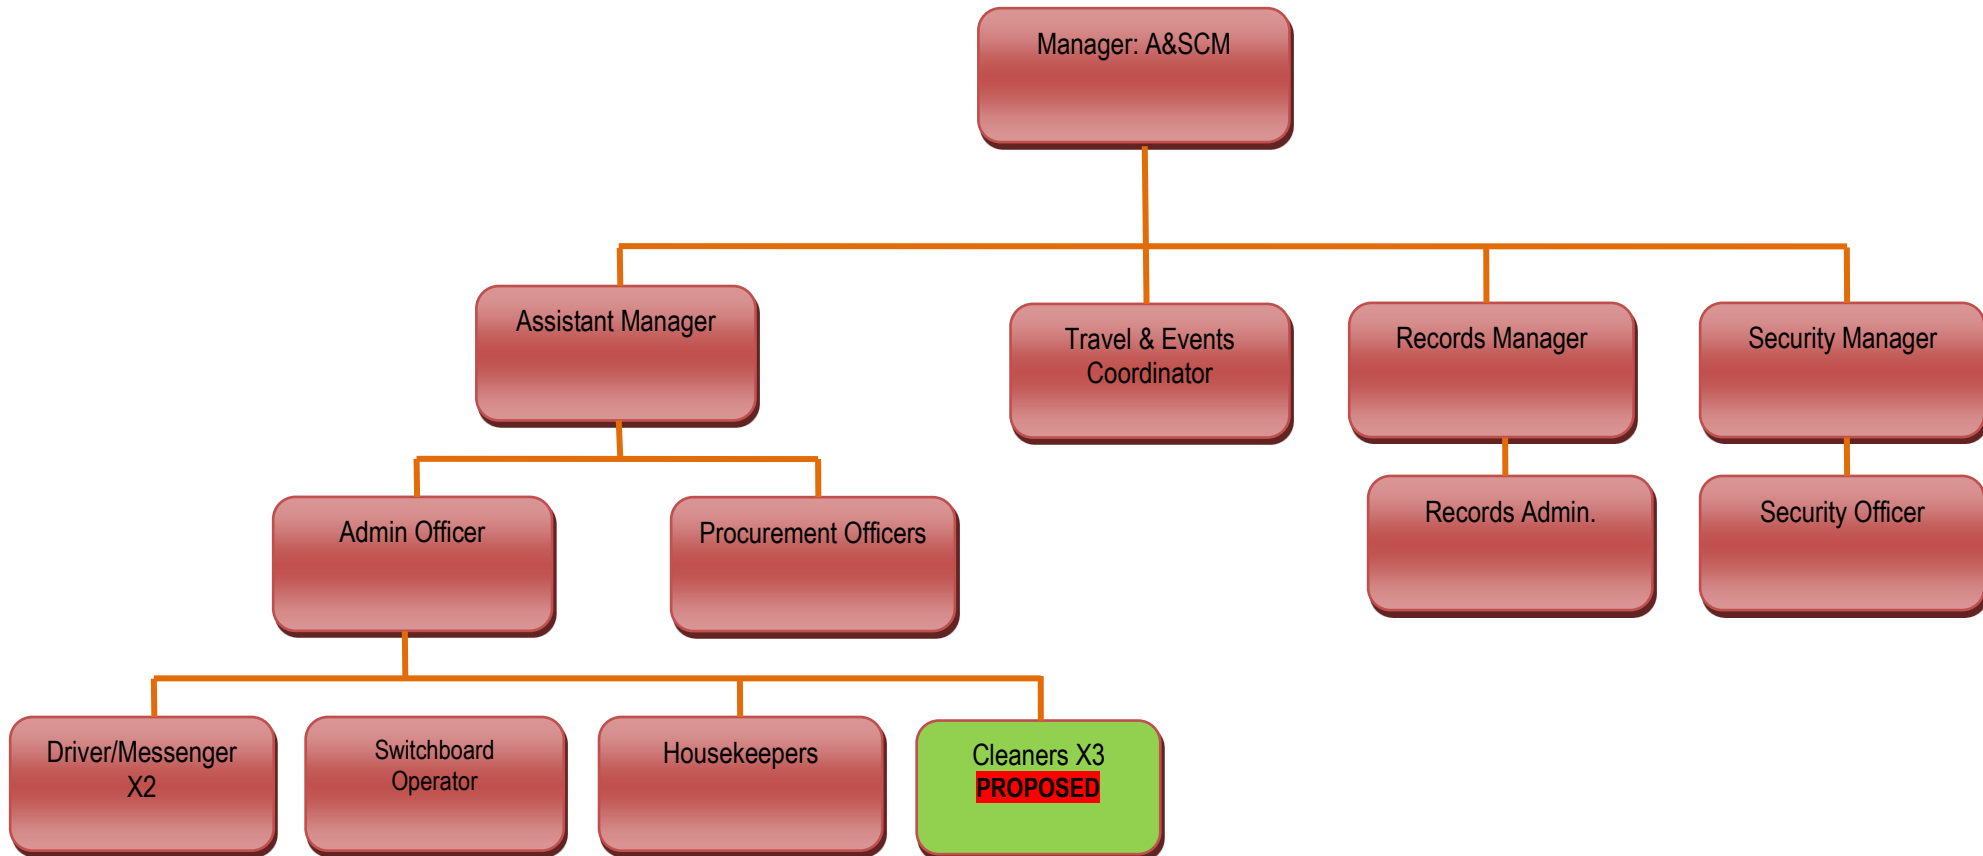 Manager: A&SCM
Assistant Manager
Travel & Events
Coordinator
Records Manager
Security Manager
Admin Officer
Procurement Officers
Records Admin.
Security Officer
Driver/Messenger
X2
Switchboard
Operator
Housekeepers
Cleaners X3
PROPOSED